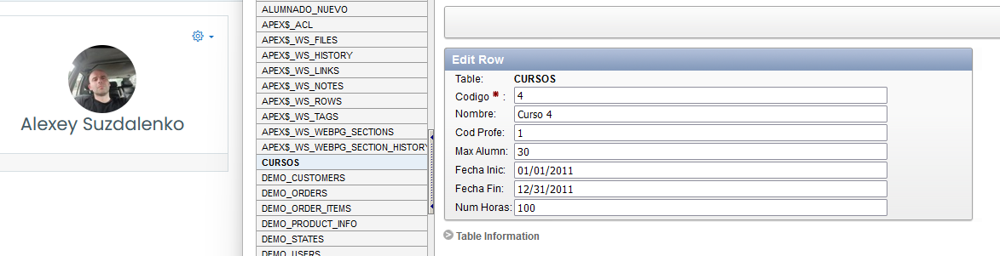 Alexey Suzdalenko
ALUMNADO_NUEVO
APEX$_ACL
APEX$_WS_FILES
APEX$_WS_HISTORY
APEX$_WS_LINKS
APEX$_WS_NOTES
APEX$_WS_ROWS
APEX$_WS_TAGS
APEX$_WS_WEBPG_SECTIONS
APEX$_WS_WEBPG_SECTION_HISTORY
CURSOS
DEMO_CUSTOMERS
DEMO_ORDERS
DEMO_ORDER_ITEMS
DEMO_PRODUCT_INFO
DEMO_STATES
DEMO_USERS
Edit Row
Table: CURSOS
Codigo * : 4
Nombre: Curso 4
Cod Profe: 1
Max Alumn: 30
Fecha Inic: 01/01/2011
Fecha Fin: 12/31/2011
Num Horas: 100
Table Information